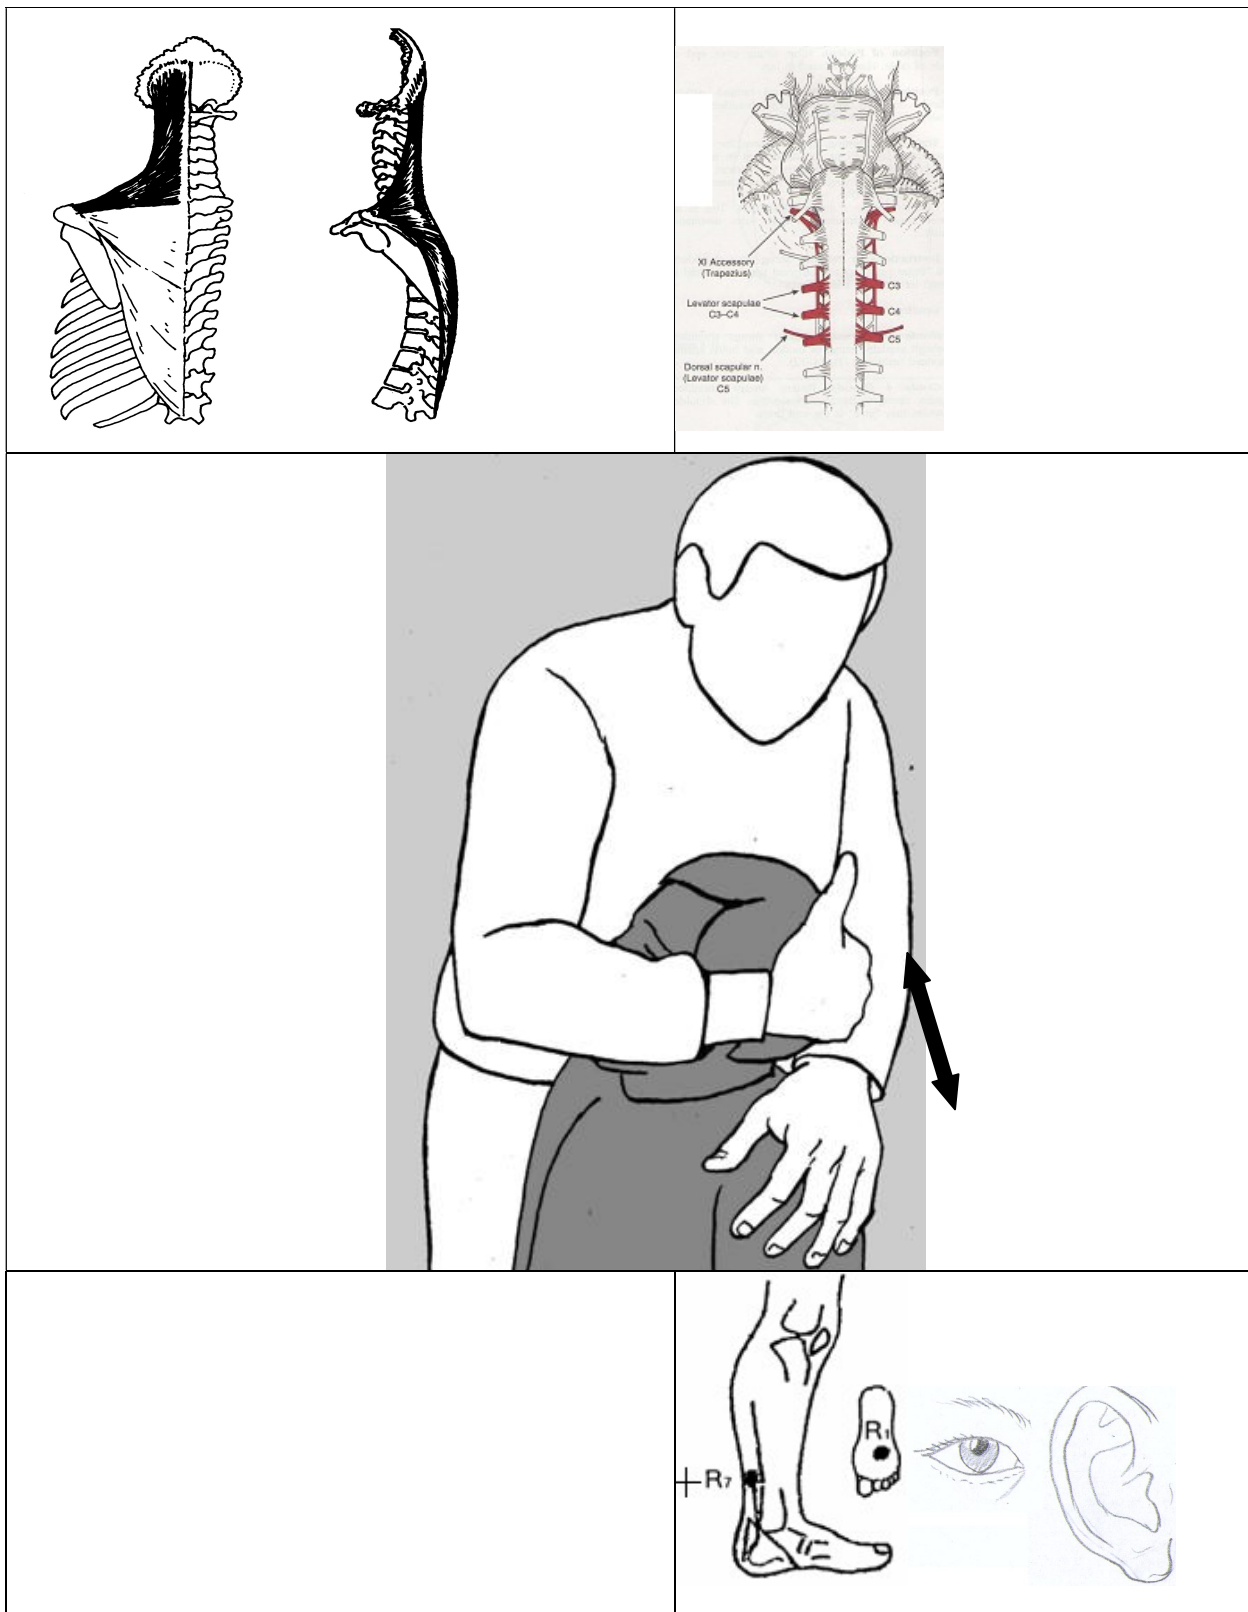 XI Accessory
(Trapezius)
Levator scapulae
C3–C4
Dorsal scapular n.
(Levator scapulae)
C5
C3
C4
C5
R1
R7